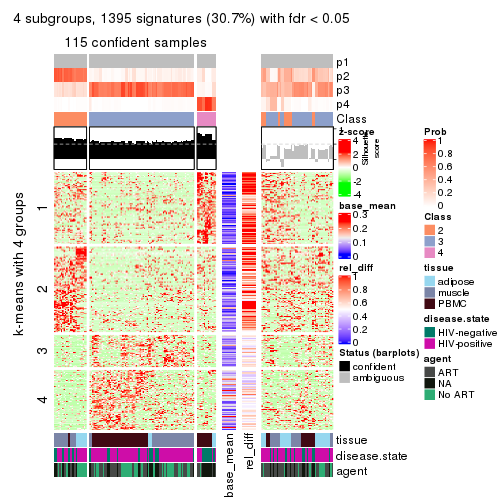 4 subgroups, 1395 signatures (30.7%) with fdr < 0.05
115 confident samples
p1
p2
p3
p4
Class
Silhouette
score
k-means with 4 groups
1
2
3
4
z-score
4
2
0
-2
-4
base_mean
0.3
0.2
0.1
0
rel_diff
1
0.8
0.6
0.4
0.2
0
Status (barplots)
confident
ambiguous
Prob
1
0.8
0.6
0.4
0.2
0
Class
2
3
4
tissue
adipose
muscle
PBMC
disease.state
HIV-negative
HIV-positive
agent
ART
NA
No ART
tissue
disease.state
agent
base_mean
rel_diff